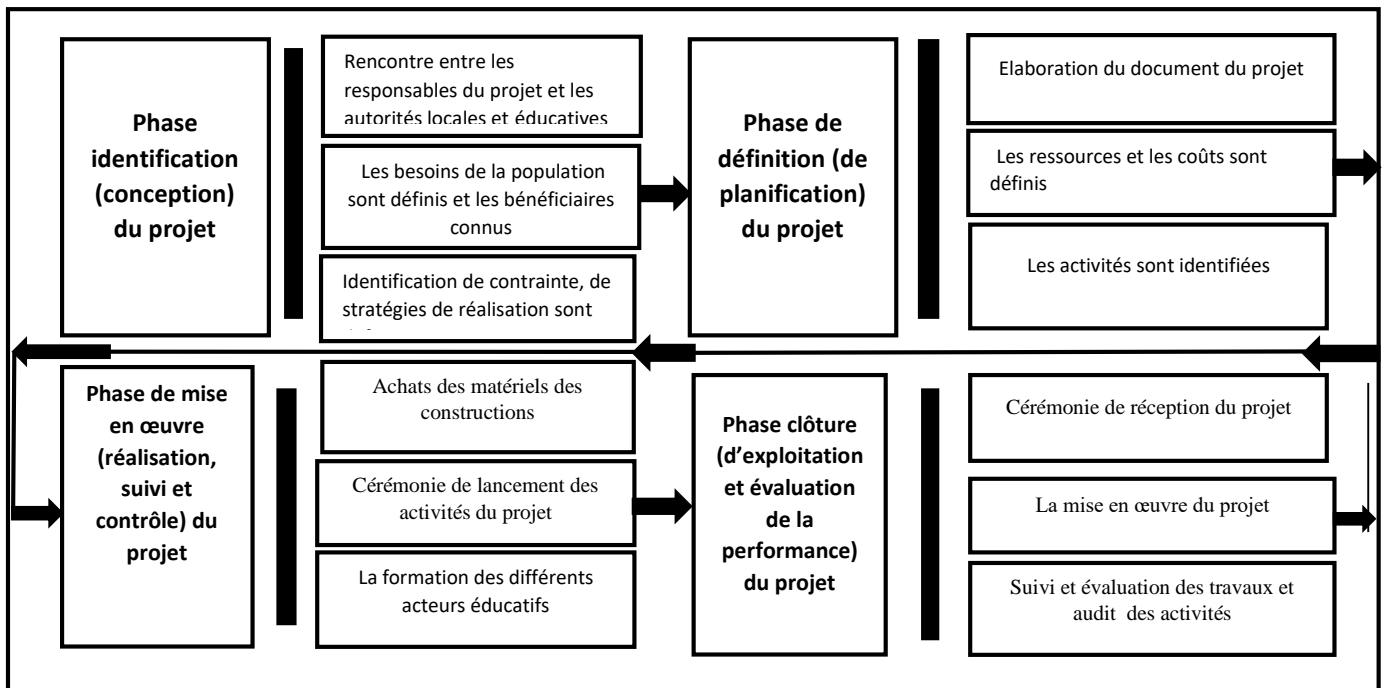 Phase
identification
(conception)
du projet
Rencontre entre les
responsables du projet et les
autorités locales et éducatives
Les besoins de la population
sont définis et les bénéficiaires
connus
Identification de contrainte, de
stratégies de réalisation sont
Phase de
définition (de
planification)
du projet
Elaboration du document du projet
Les ressources et les coûts sont
définis
Les activités sont identifiées
Phase de mise
en œuvre
(réalisation,
suivi et
contrôle) du
projet
Achats des matériels des
constructions
Cérémonie de lancement des
activités du projet
La formation des différents
acteurs éducatifs
Phase clôture
(d’exploitation
et évaluation
de la
performance)
du projet
Cérémonie de réception du projet
La mise en œuvre du projet
Suivi et évaluation des travaux et
audit des activités